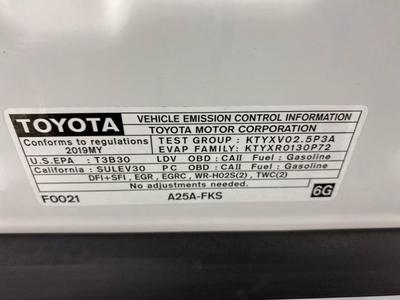 TOYOTA
VEHICLE EMISSION CONTROL INFORMATION
TOYOTA MOTOR CORPORATION
Conforms to regulations
2019MY
TEST GROUP : KTYXV02.5P3A
EVAP FAMILY: KTYXR0130P72
U.S.EPA : T3B30 LDV OBD : CAII Fuel : Gasoline
California : SULEV30 PC OBD : CAII Fuel : Gasoline
DFI+SFI , EGR , EGRC , WR-HO2S(2) , TWC(2)
No adjustments needed.
F0021 A25A-FKS 6G